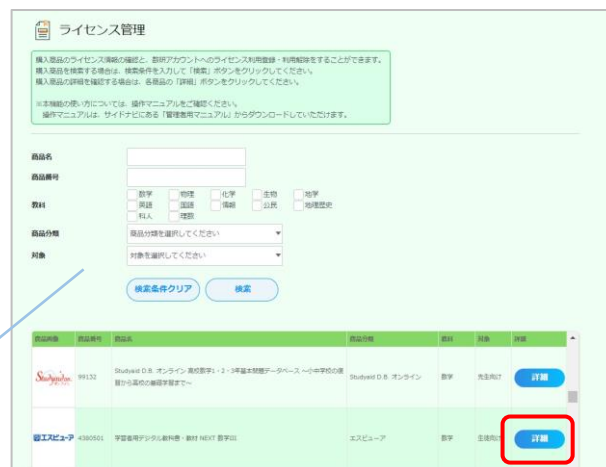 ライセンス管理
購入商品のライセンス情報の確認と、数研アカウントへのライセンス利用登録・利用解除をすることができます。
購入商品を検索する場合は、検索条件を入力して「検索」ボタンをクリックしてください。
購入商品の詳細を確認する場合は、各商品の「詳細」ボタンをクリックしてください。
※本機能の使い方については、操作マニュアルをご確認ください。
操作マニュアルは、サイドナビにある「管理者用マニュアル」からダウンロードしていただけます。
商品名
商品番号
教科
数学 物理 化学 生物 地学
英語 国語 情報 公民 地理歴史
科人 理数
商品分類 商品分類を選択してください
対象 対象を選択してください
検索条件クリア 検索
商品画像 商品番号 商品名 商品分類 教科 対象 詳細
Studyaid 99132 Studyaid D.B. オンライン 高校数学1・2・3年基本問題データベース ～小中学校の復習から高校の基礎学習まで～ Studyaid D.B. オンライン 数学 先生向け 詳細
エスビューア 4380501 学習者用デジタル教科書・教材 NEXT 数学III エスビューア 数学 生徒向け 詳細